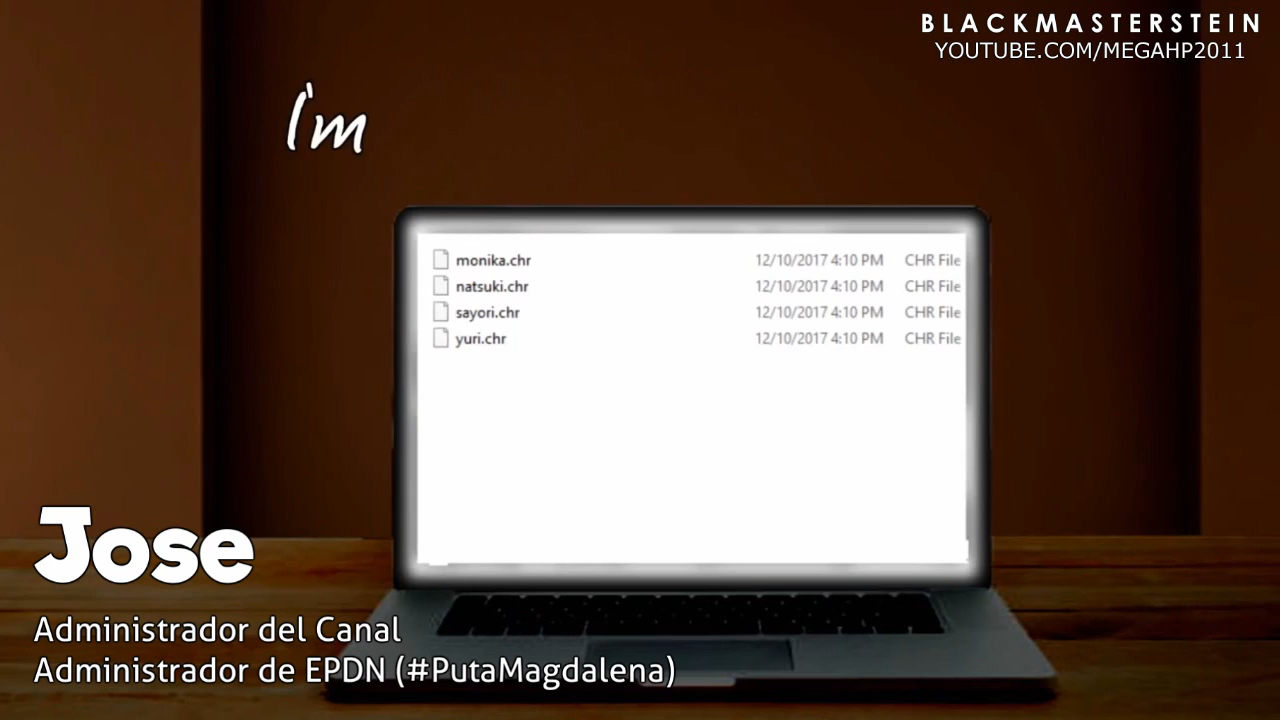 BLACKMASTERSTEIN
YOUTUBE.COM/MEGAHP2011
I'm
monika.chr 12/10/2017 4:10 PM CHR File
natsuki.chr 12/10/2017 4:10 PM CHR File
sayori.chr 12/10/2017 4:10 PM CHR File
yuri.chr 12/10/2017 4:10 PM CHR File
Jose
Administrador del Canal
Administrador de EPDN (#PutaMagdalena)